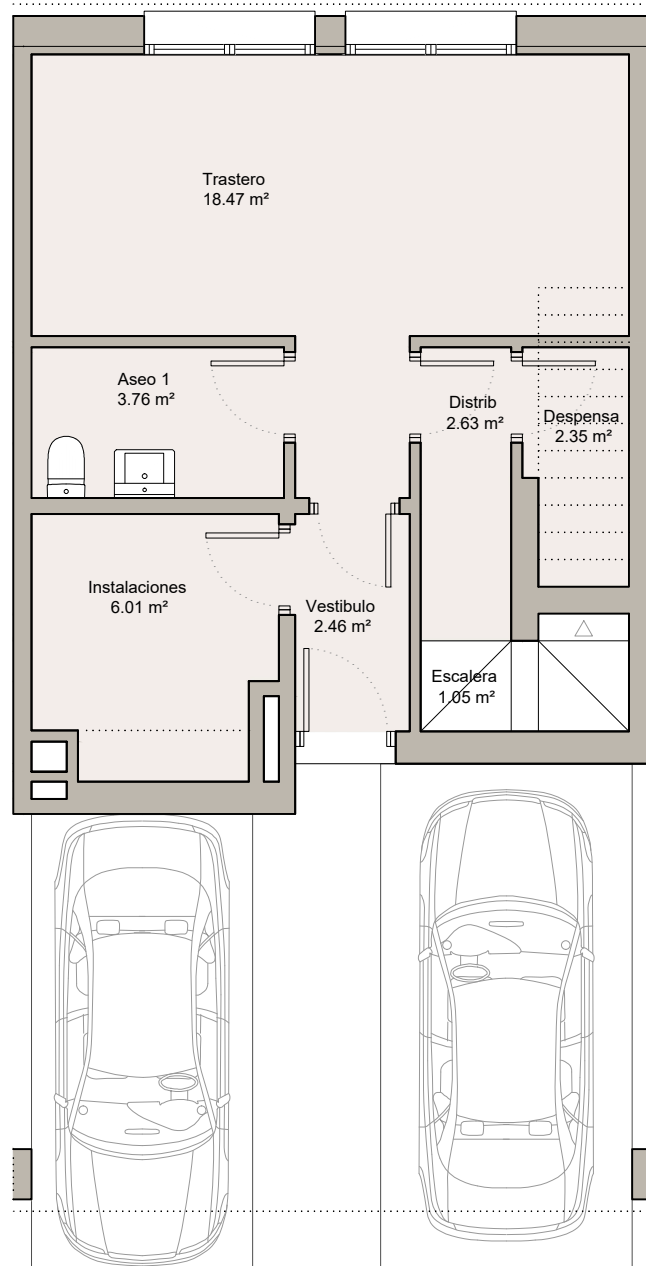 Trastero
18.47 m²
Aseo 1
3.76 m²
Distrib
2.63 m²
Despensa
2.35 m²
Instalaciones
6.01 m²
Vestibulo
2.46 m²
Escalera
1.05 m²